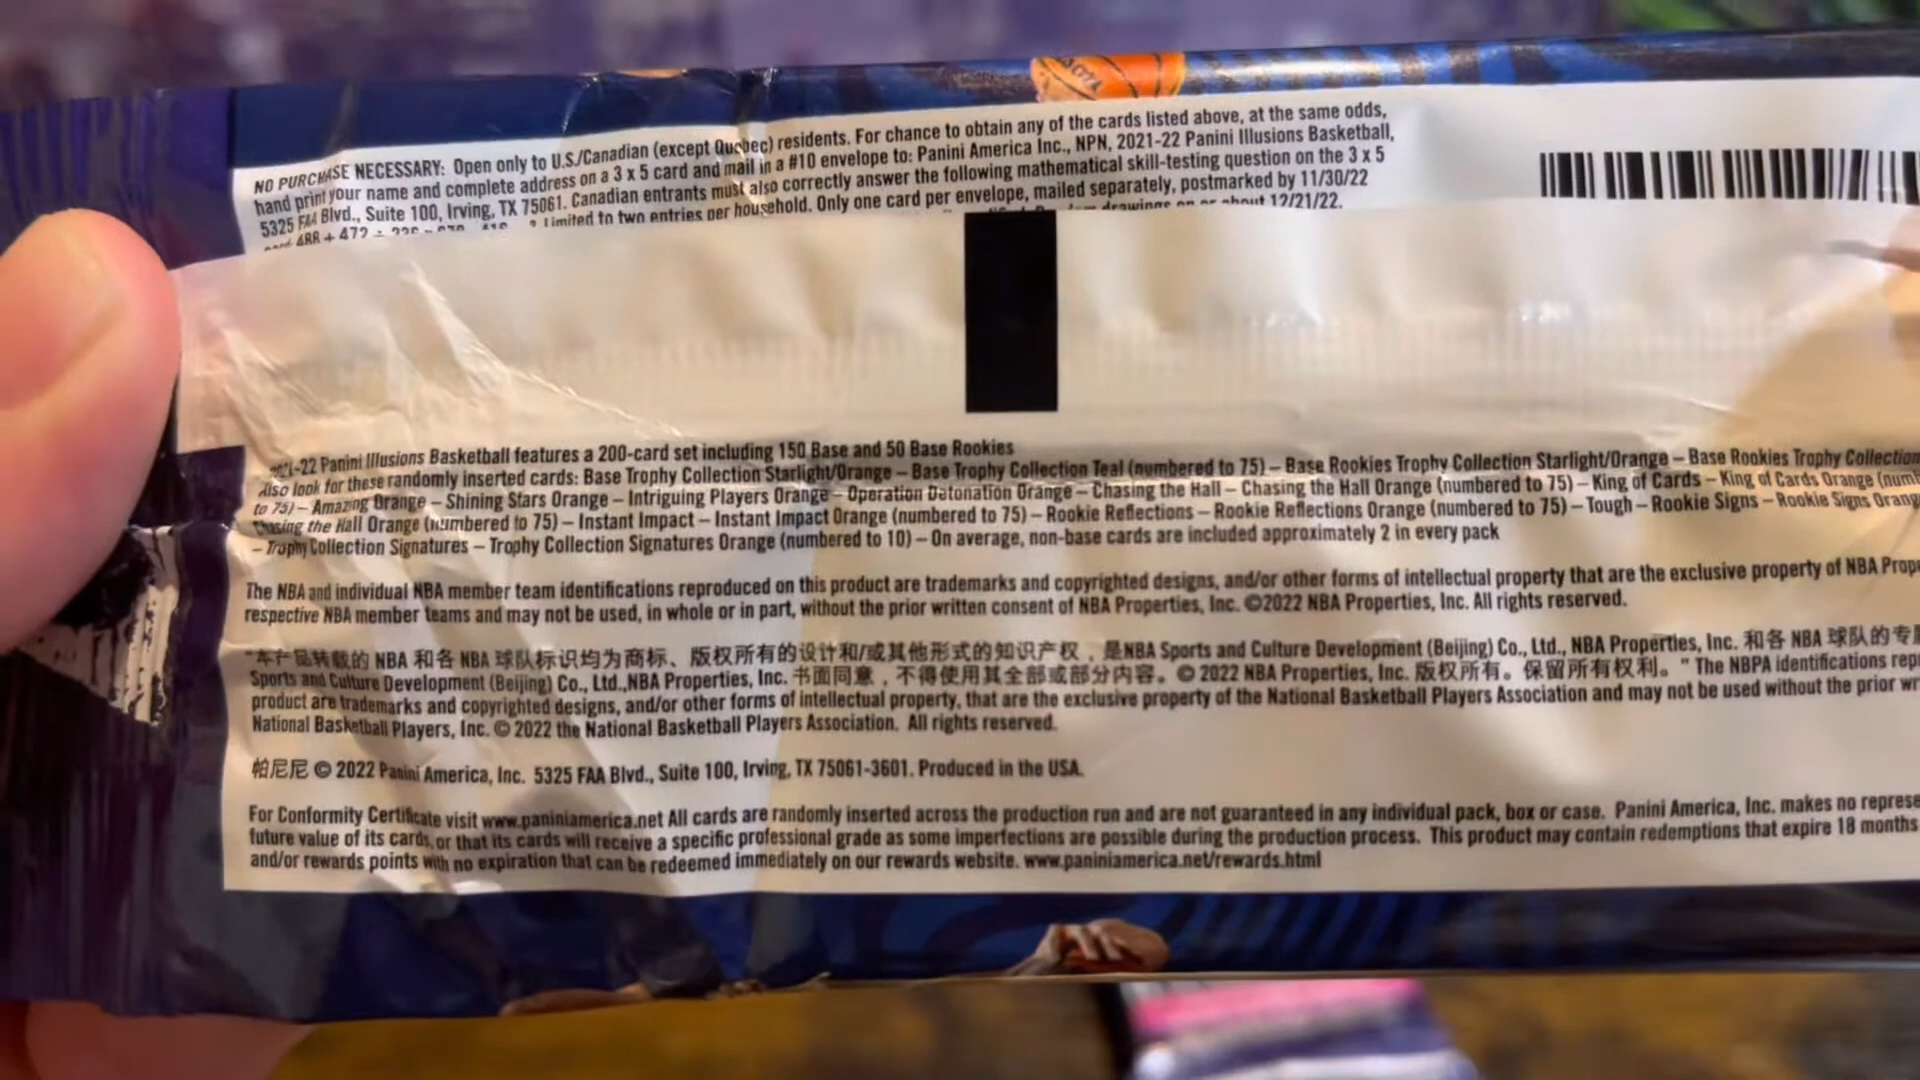 NO PURCHASE NECESSARY: Open only to U.S./Canadian (except Quebec) residents. For chance to obtain any of the cards listed above, at the same odds,
hand print your name and complete address on a 3 x 5 card and mail in a #10 envelope to: Panini America Inc., NPN, 2021-22 Panini Illusions Basketball,
5325 FAA Blvd., Suite 100, Irving, TX 75061. Canadian entrants must also correctly answer the following mathematical skill-testing question on the 3 x 5
488 + 472 Limited to two entries per household. Only one card per envelope, mailed separately, postmarked by 11/30/22
drawings on or about 12/21/22.
2021-22 Panini Illusions Basketball features a 200-card set including 150 Base and 50 Base Rookies
Also look for these randomly inserted cards: Base Trophy Collection Starlight/Orange – Base Trophy Collection Teal (numbered to 75) – Base Rookies Trophy Collection Starlight/Orange – Base Rookies Trophy Collection
to 75) – Amazing Orange – Shining Stars Orange – Intriguing Players Orange – Operation Detonation Orange – Chasing the Hall – Chasing the Hall Orange (numbered to 75) – King of Cards – King of Cards Orange
Chasing the Hall Orange (numbered to 75) – Instant Impact – Instant Impact Orange (numbered to 75) – Rookie Reflections – Rookie Reflections Orange (numbered to 75) – Tough – Rookie Signs – Rookie Signs Orange
– Trophy Collection Signatures – Trophy Collection Signatures Orange (numbered to 10) – On average, non-base cards are included approximately 2 in every pack
The NBA and individual NBA member team identifications reproduced on this product are trademarks and copyrighted designs, and/or other forms of intellectual property that are the exclusive property of NBA
respective NBA member teams and may not be used, in whole or in part, without the prior written consent of NBA Properties, Inc. ©2022 NBA Properties, Inc. All rights reserved.
"本产品转载的 NBA 和各 NBA 球队标识均为商标、版权所有的设计和/或其他形式的知识产权，是NBA Sports and Culture Development (Beijing) Co., Ltd., NBA Properties, Inc. 和各 NBA 球队的专
Sports and Culture Development (Beijing) Co., Ltd.,NBA Properties, Inc. 书面同意，不得使用其全部或部分内容。© 2022 NBA Properties, Inc. 版权所有。保留所有权利。" The NBPA identifications
product are trademarks and copyrighted designs, and/or other forms of intellectual property, that are the exclusive property of the National Basketball Players Association and may not be used without the prior
National Basketball Players, Inc. © 2022 the National Basketball Players Association. All rights reserved.
帕尼尼 © 2022 Panini America, Inc. 5325 FAA Blvd., Suite 100, Irving, TX 75061-3601. Produced in the USA.
For Conformity Certificate visit www.paniniamerica.net All cards are randomly inserted across the production run and are not guaranteed in any individual pack, box or case. Panini America, Inc. makes no
future value of its cards, or that its cards will receive a specific professional grade as some imperfections are possible during the production process. This product may contain redemptions that expire 18 months
and/or rewards points with no expiration that can be redeemed immediately on our rewards website. www.paniniamerica.net/rewards.html